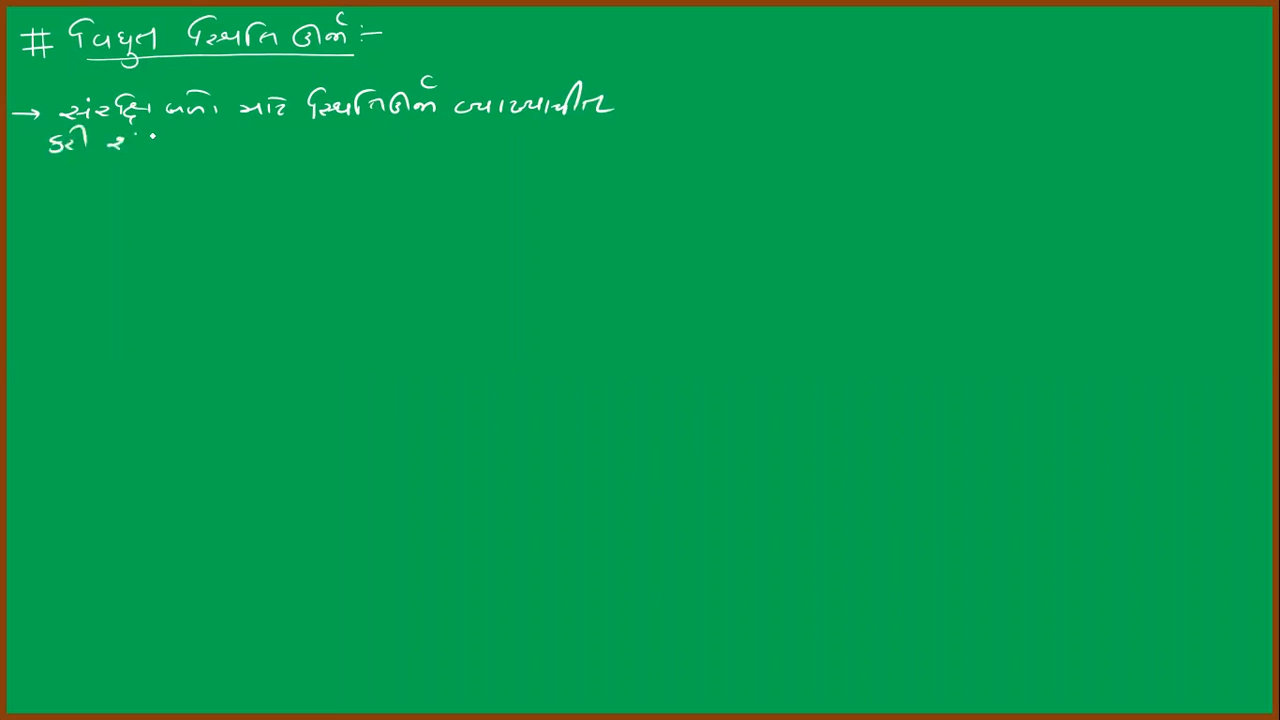 # વિદ્યુત સ્થિતિઊર્જા :-
→ સંરક્ષિ બળો માટે સ્થિતિઊર્જા વ્યાખ્યાયીત
કરી